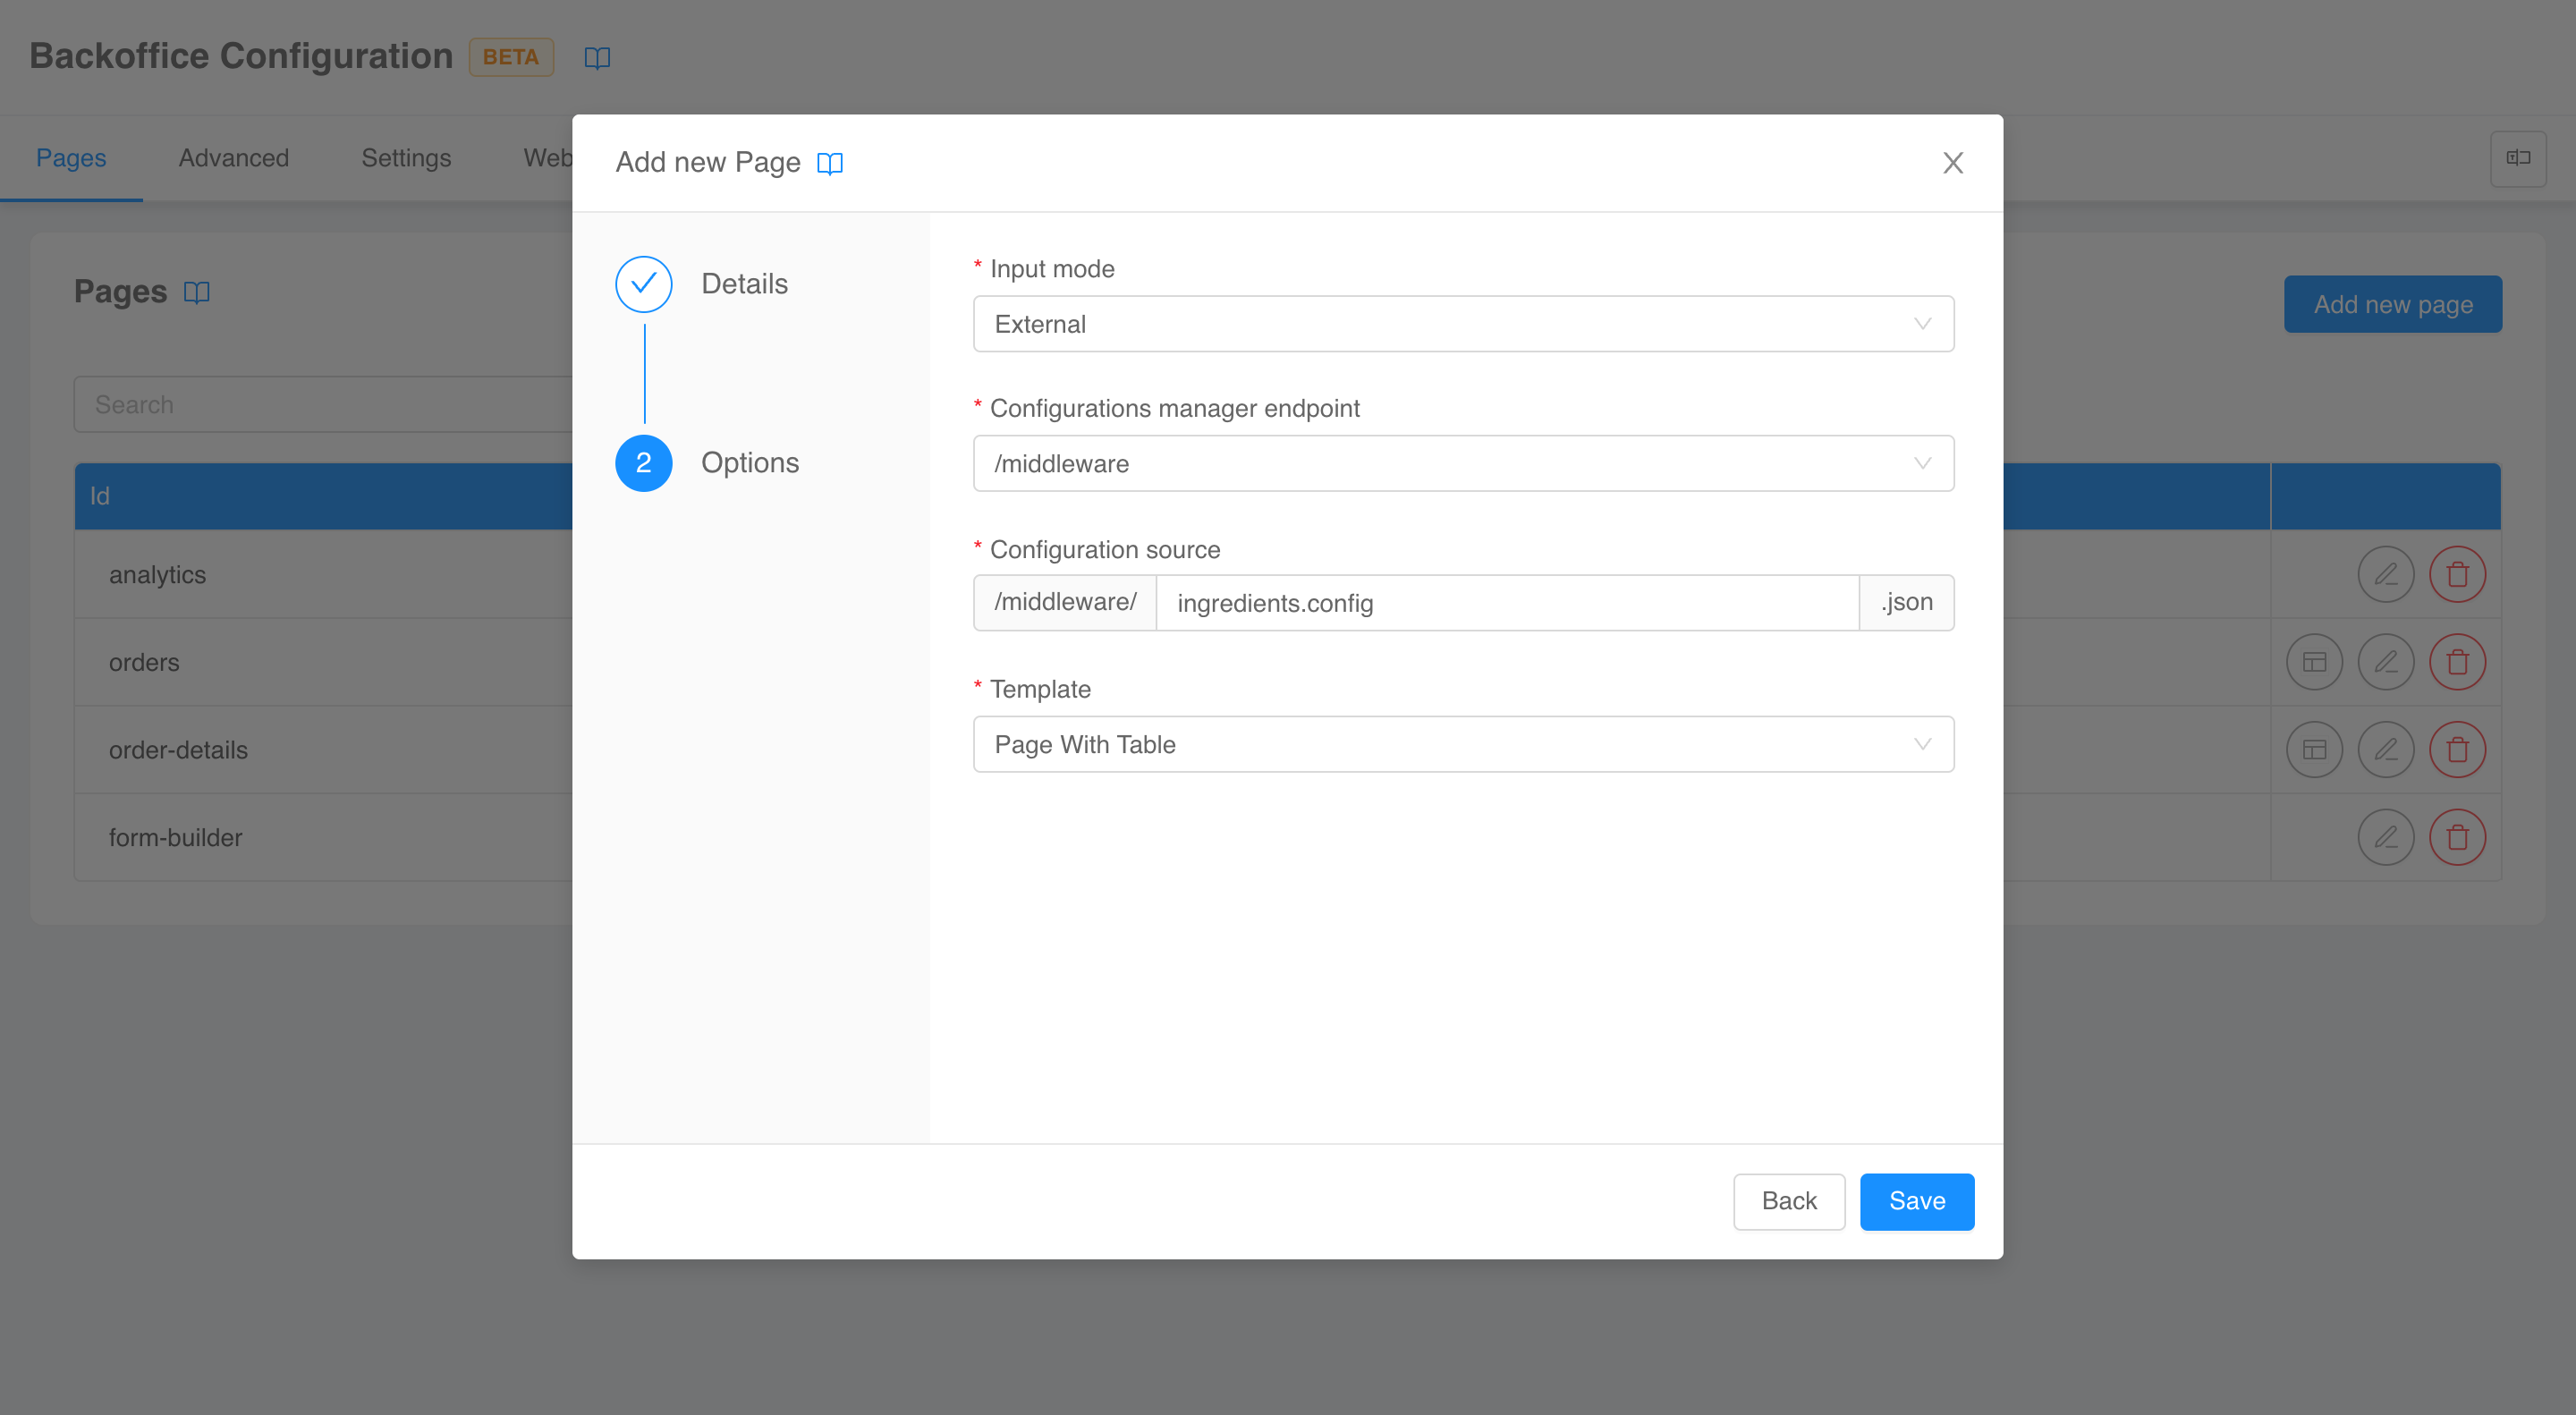 Backoffice Configuration BETA
Pages Advanced Settings Web
Pages
Add new page
Search
Id
analytics
orders
order-details
form-builder
Add new Page
Details
2 Options
* Input mode
External
* Configurations manager endpoint
/middleware
* Configuration source
/middleware/ ingredients.config .json
* Template
Page With Table
Back Save